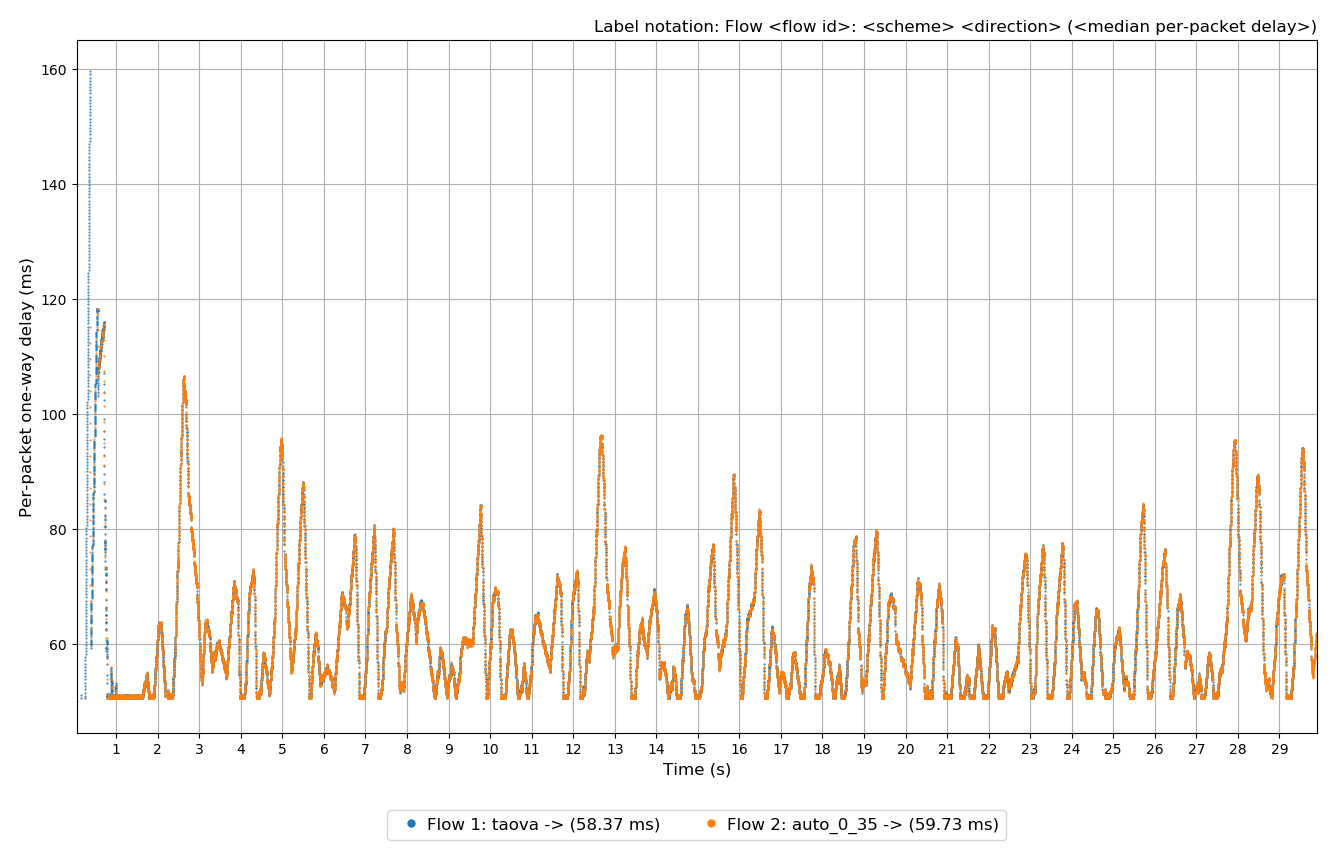 Label notation: Flow <flow id>: <scheme> <direction> (<median per-packet delay>)
Per-packet one-way delay (ms)
160
140
120
100
80
60
1 2 3 4 5 6 7 8 9 10 11 12 13 14 15 16 17 18 19 20 21 22 23 24 25 26 27 28 29
Time (s)
Flow 1: taova -> (58.37 ms) Flow 2: auto_0_35 -> (59.73 ms)